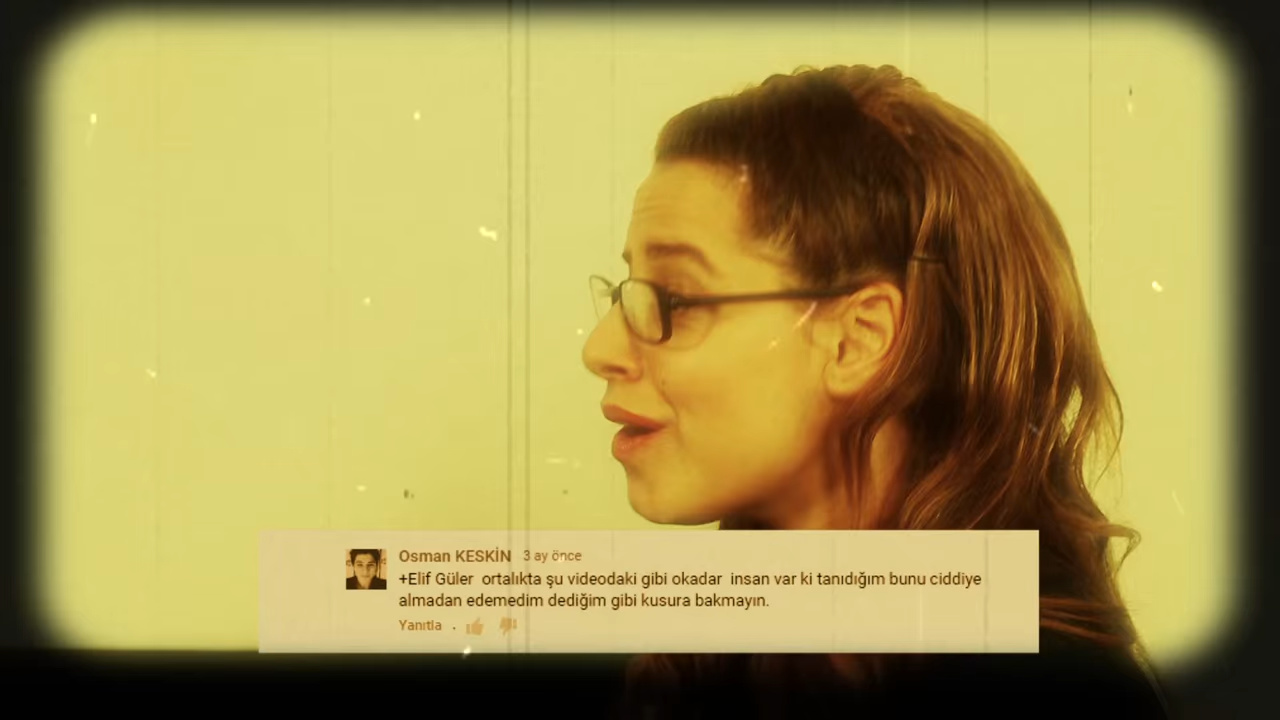 Osman KESKİN 3 ay önce
+Elif Güler ortalıkta şu videodaki gibi okadar insan var ki tanıdığım bunu ciddiye
almadan edemedim dediğim gibi kusura bakmayın.
Yanıtla